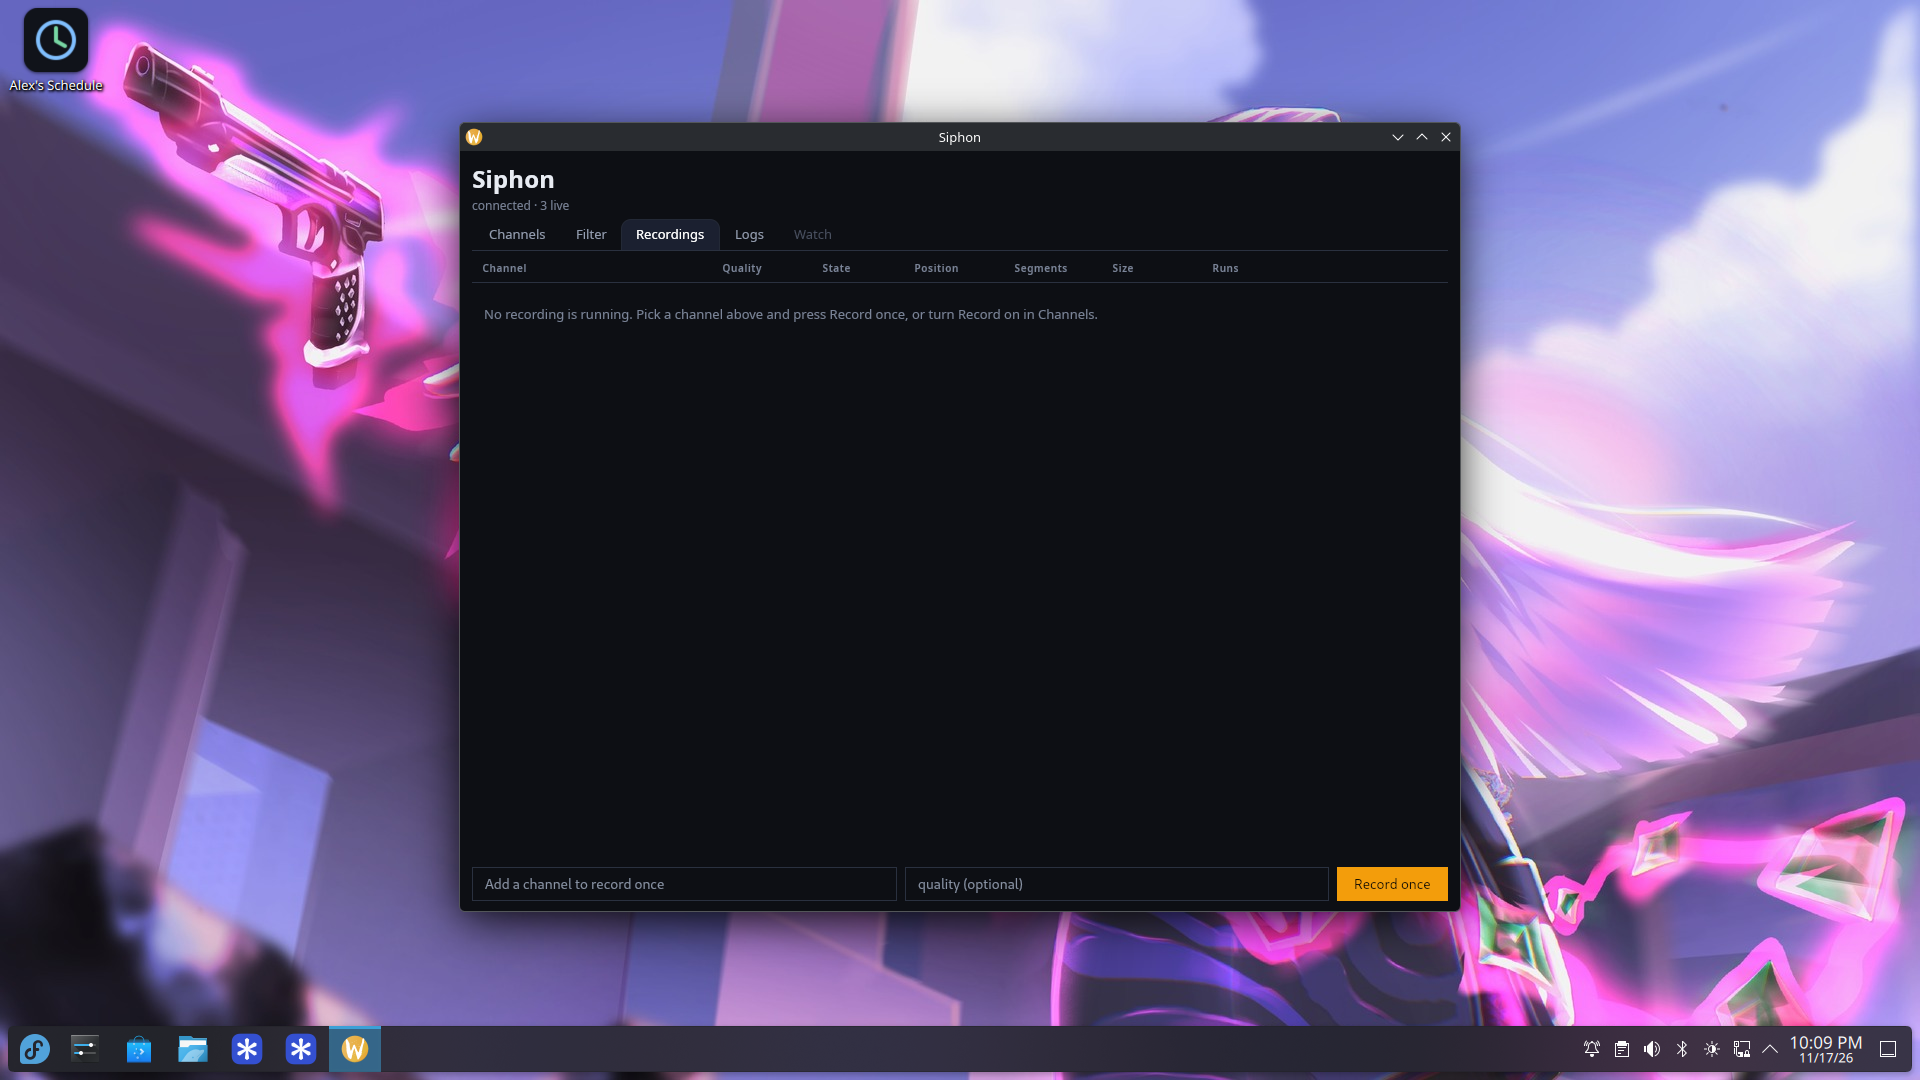 Alex's Schedule
Siphon
Siphon
connected · 3 live
Channels Filter Recordings Logs Watch
Channel Quality State Position Segments Size Runs
No recording is running. Pick a channel above and press Record once, or turn Record on in Channels.
Add a channel to record once quality (optional) Record once
10:09 PM
11/17/26